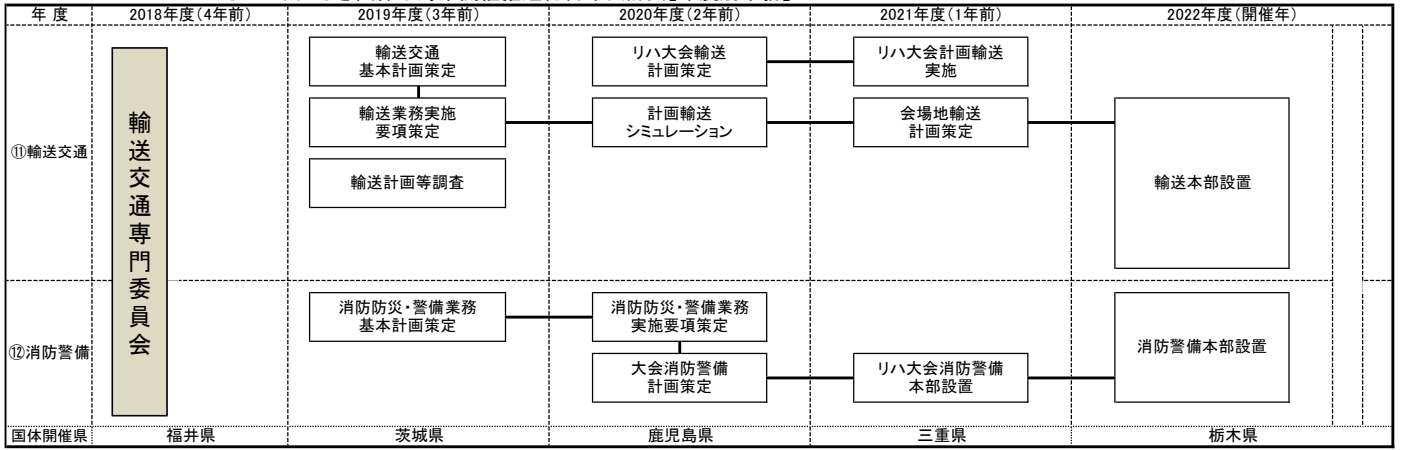 年 度
2018年度(4年前)
2019年度(3年前)
2020年度(2年前)
2021年度(1年前)
2022年度(開催年)
⑪輸送交通
輸送交通専門委員会
輸送交通
基本計画策定
リハ大会輸送
計画策定
リハ大会計画輸送
実施
輸送業務実施
要項策定
計画輸送
シミュレーション
会場地輸送
計画策定
輸送計画等調査
輸送本部設置
⑫消防警備
消防防災・警備業務
基本計画策定
消防防災・警備業務
実施要項策定
大会消防警備
計画策定
リハ大会消防警備
本部設置
消防警備本部設置
国体開催県
福井県
茨城県
鹿児島県
三重県
栃木県